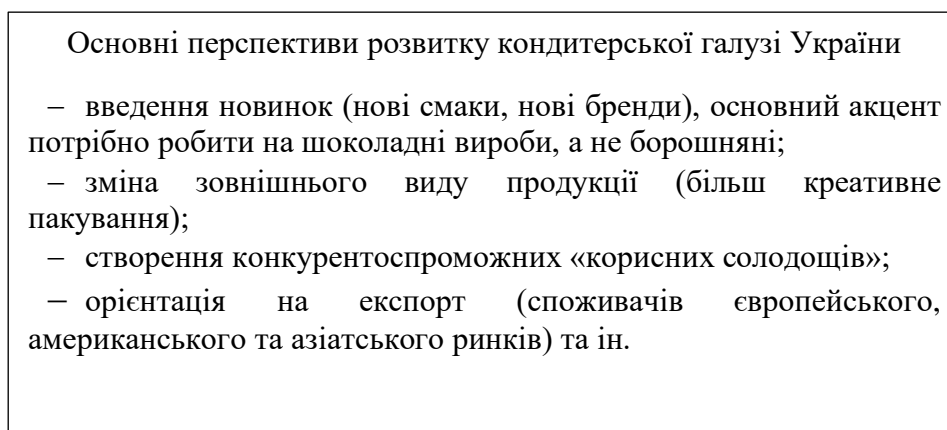 Основні перспективи розвитку кондитерської галузі України
– введення новинок (нові смаки, нові бренди), основний акцент
потрібно робити на шоколадні вироби, а не борошняні;
– зміна зовнішнього виду продукції (більш креативне
пакування);
– створення конкурентоспроможних «корисних солодощів»;
– орієнтація на експорт (споживачів європейського,
американського та азіатського ринків) та ін.